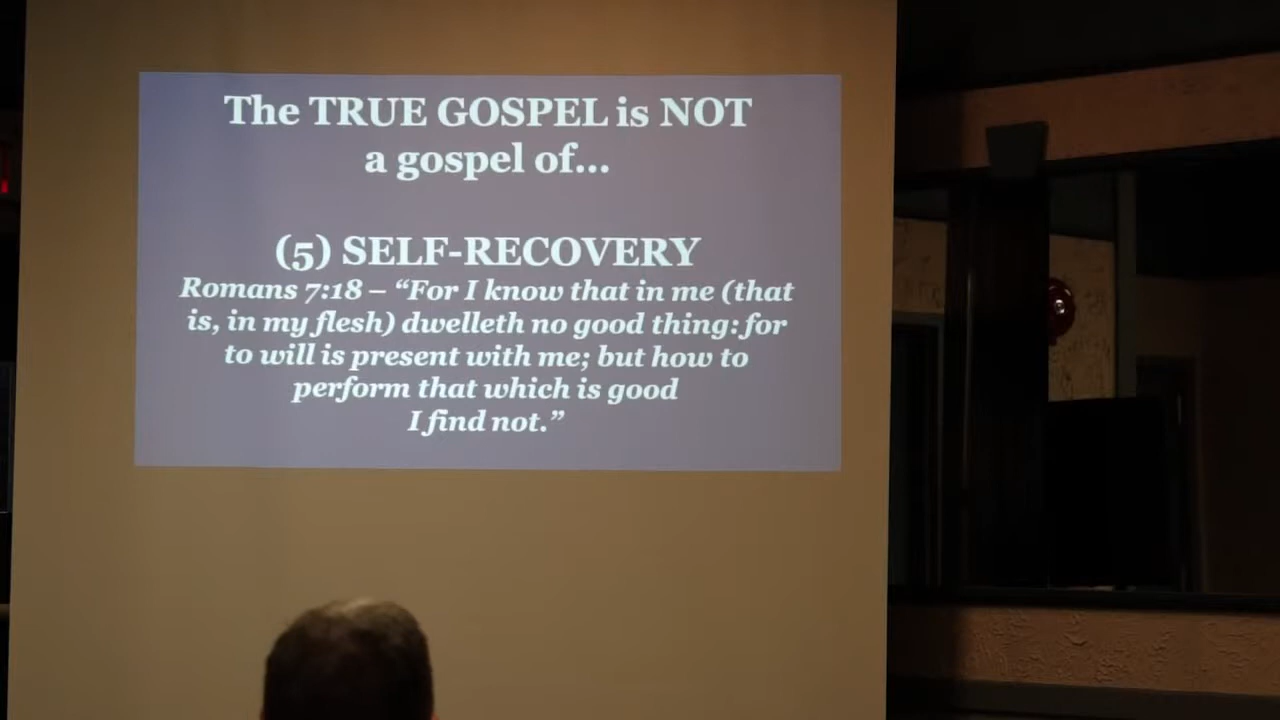 The TRUE GOSPEL is NOT
a gospel of...
(5) SELF-RECOVERY
Romans 7:18 – “For I know that in me (that
is, in my flesh) dwelleth no good thing: for
to will is present with me; but how to
perform that which is good
I find not.”